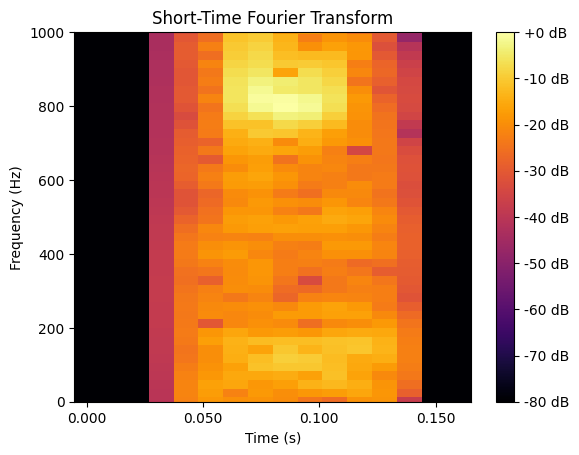 Short-Time Fourier Transform
1000
800
600
400
200
0
Frequency (Hz)
0.000
0.050
0.100
0.150
Time (s)
+0 dB
-10 dB
-20 dB
-30 dB
-40 dB
-50 dB
-60 dB
-70 dB
-80 dB